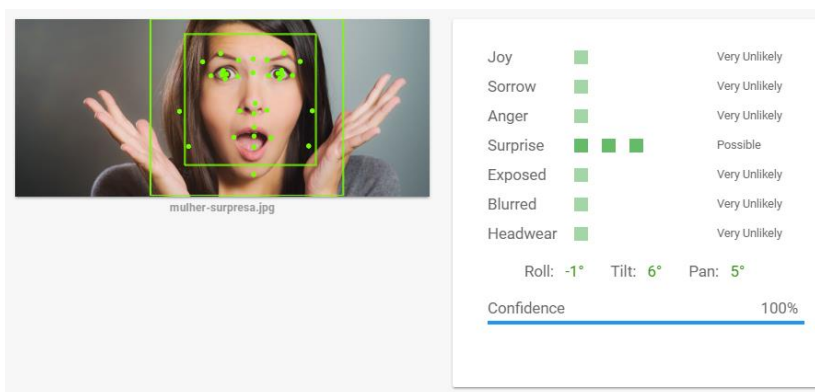 mulher-surpresa.jpg
Joy Very Unlikely
Sorrow Very Unlikely
Anger Very Unlikely
Surprise Possible
Exposed Very Unlikely
Blurred Very Unlikely
Headwear Very Unlikely
Roll: -1° Tilt: 6° Pan: 5°
Confidence 100%